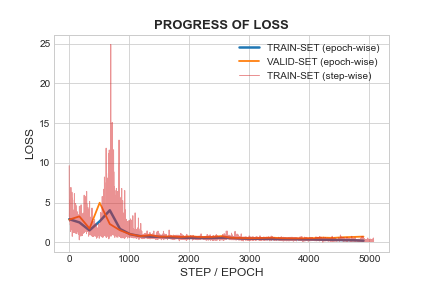 PROGRESS OF LOSS
TRAIN-SET (epoch-wise)
VALID-SET (epoch-wise)
TRAIN-SET (step-wise)
25
20
15
10
5
0
LOSS
0 1000 2000 3000 4000 5000
STEP / EPOCH